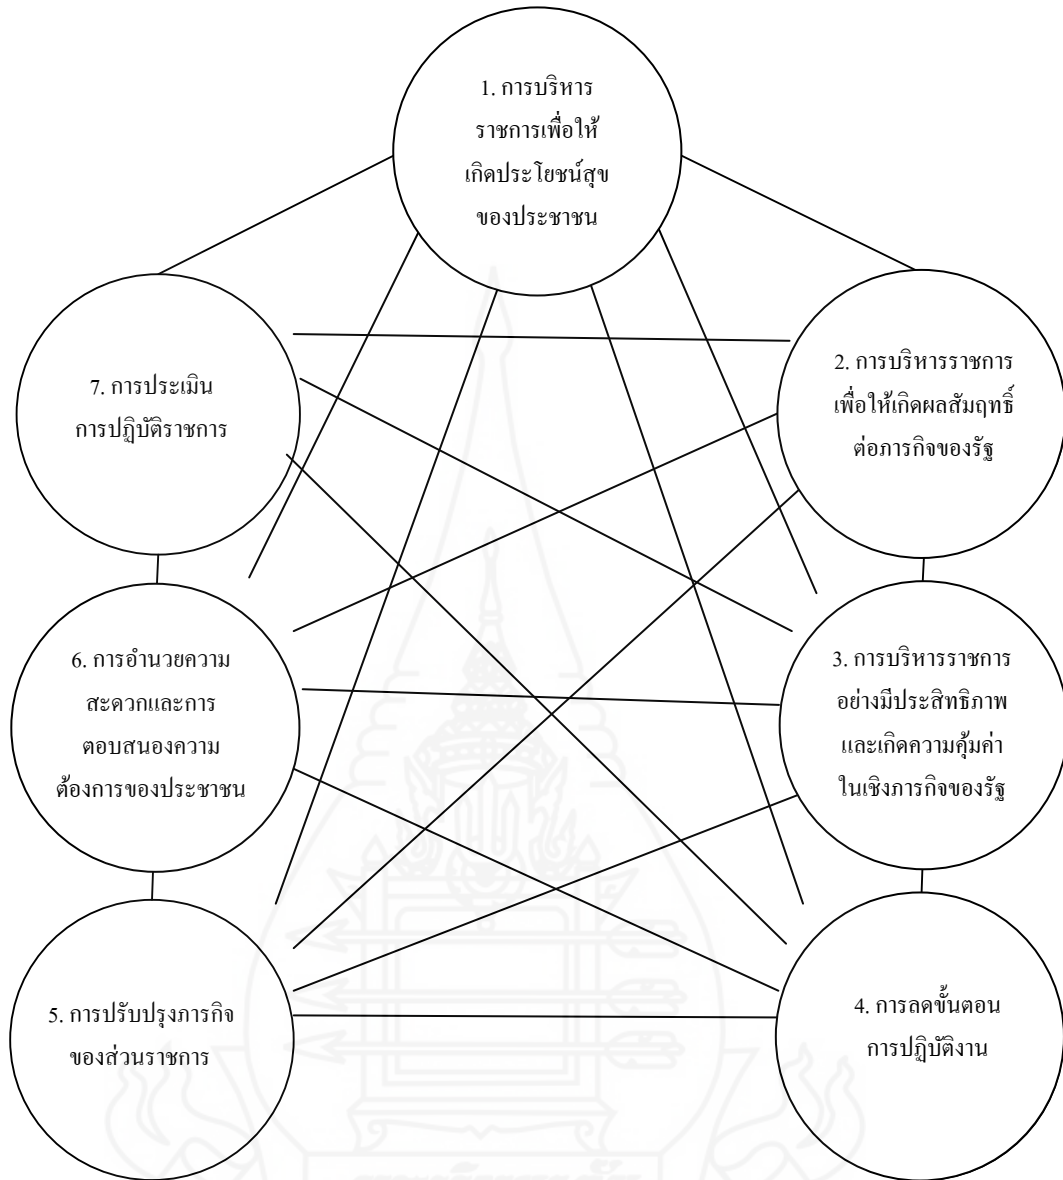 1. การบริหาร
ราชการเพื่อให้
เกิดประโยชน์สุข
ของประชาชน
7. การประเมิน
การปฏิบัติราชการ
2. การบริหารราชการ
เพื่อให้เกิดผลสัมฤทธิ์
ต่อภารกิจของรัฐ
6. การอำนวยความ
สะดวกและการ
ตอบสนองความ
ต้องการของประชาชน
3. การบริหารราชการ
อย่างมีประสิทธิภาพ
และเกิดความคุ้มค่า
ในเชิงภารกิจของรัฐ
5. การปรับปรุงภารกิจ
ของส่วนราชการ
4. การลดขั้นตอน
การปฏิบัติงาน